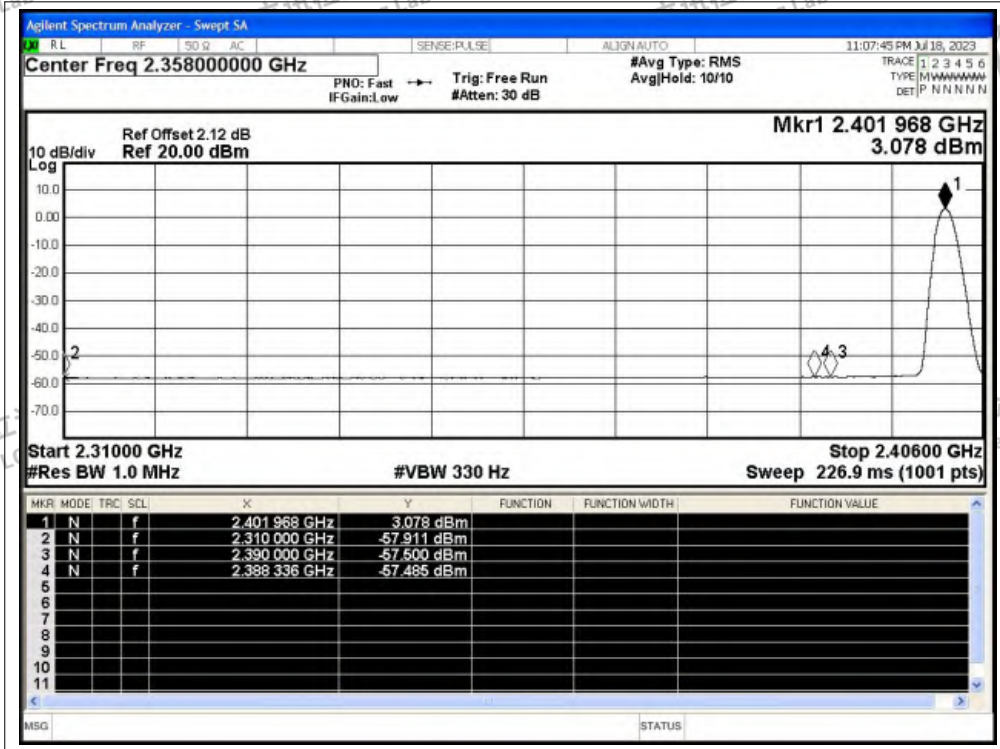 Agilent Spectrum Analyzer - Swept SA
RL RF 50 Ω AC SENSE:PULSE ALIGN AUTO 11:07:45 PM Jul 18, 2023
Center Freq 2.358000000 GHz #Avg Type: RMS TRACE 1 2 3 4 5 6
PNO: Fast Trig: Free Run Avg|Hold: 10/10 TYPE MWWWWW
IFGain:Low #Atten: 30 dB DET P N N N N N
Mkr1 2.401 968 GHz
Ref Offset 2.12 dB
10 dB/div Ref 20.00 dBm 3.078 dBm
Log
10.0
1
0.00
-10.0
-20.0
-30.0
-40.0
-50.0
2 4 3
-60.0
-70.0
Start 2.31000 GHz Stop 2.40600 GHz
#Res BW 1.0 MHz #VBW 330 Hz Sweep 226.9 ms (1001 pts)
MKR MODE TRC SCL X Y FUNCTION FUNCTION WIDTH FUNCTION VALUE
1 N f 2.401 968 GHz 3.078 dBm
2 N f 2.310 000 GHz -57.911 dBm
3 N f 2.390 000 GHz -57.500 dBm
4 N f 2.388 336 GHz -57.485 dBm
5
6
7
8
9
10
11
MSG STATUS